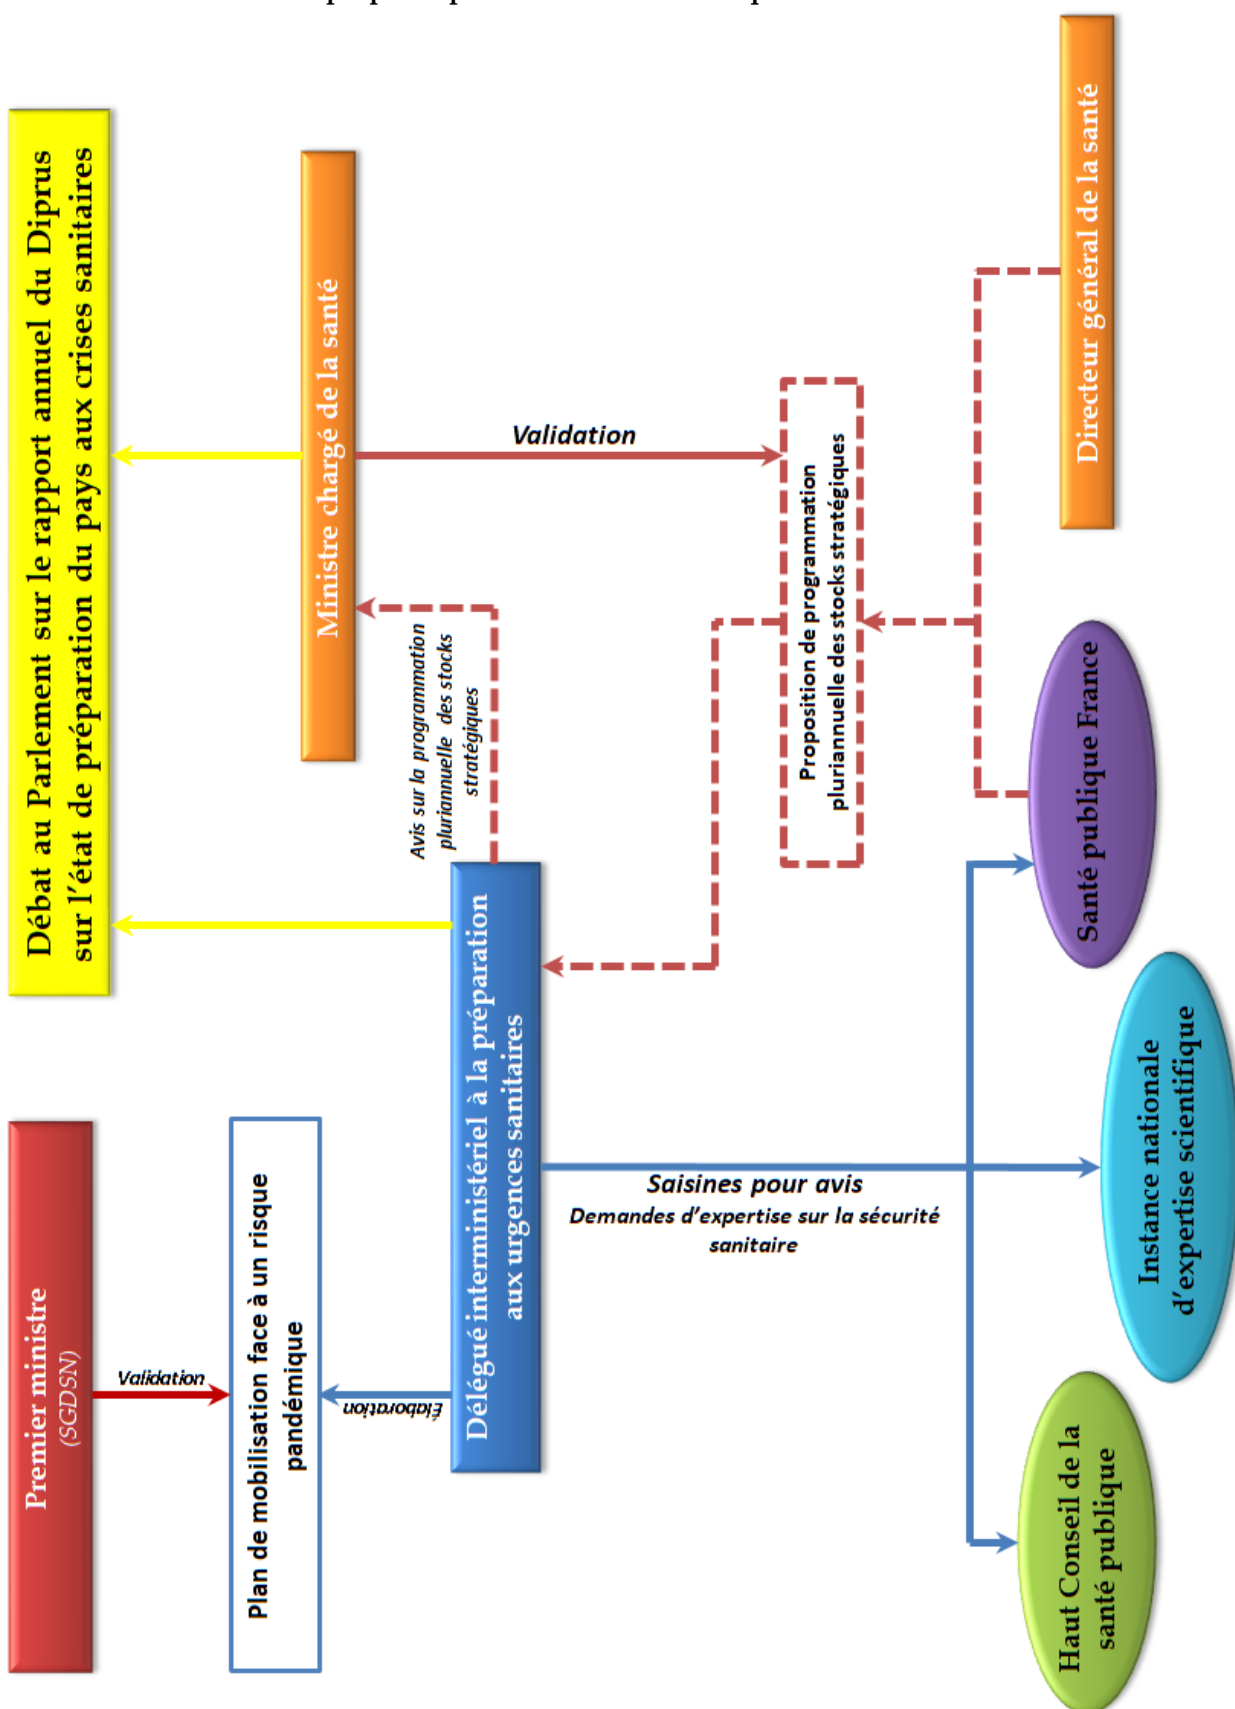 Premier ministre
(SGDSN)
Validation
Plan de mobilisation face à un risque
pandémique
Élaboration
Débat au Parlement sur le rapport annuel du Diprus
sur l'état de préparation du pays aux crises sanitaires
Ministre chargé de la santé
Avis sur la programmation
pluriannuelle des stocks
stratégiques
Validation
Délégué interministériel à la préparation
aux urgences sanitaires
Saisines pour avis
Demandes d'expertise sur la sécurité
sanitaire
Proposition de programmation
pluriannuelle des stocks stratégiques
Haut Conseil de la
santé publique
Instance nationale
d'expertise scientifique
Santé publique France
Directeur général de la santé